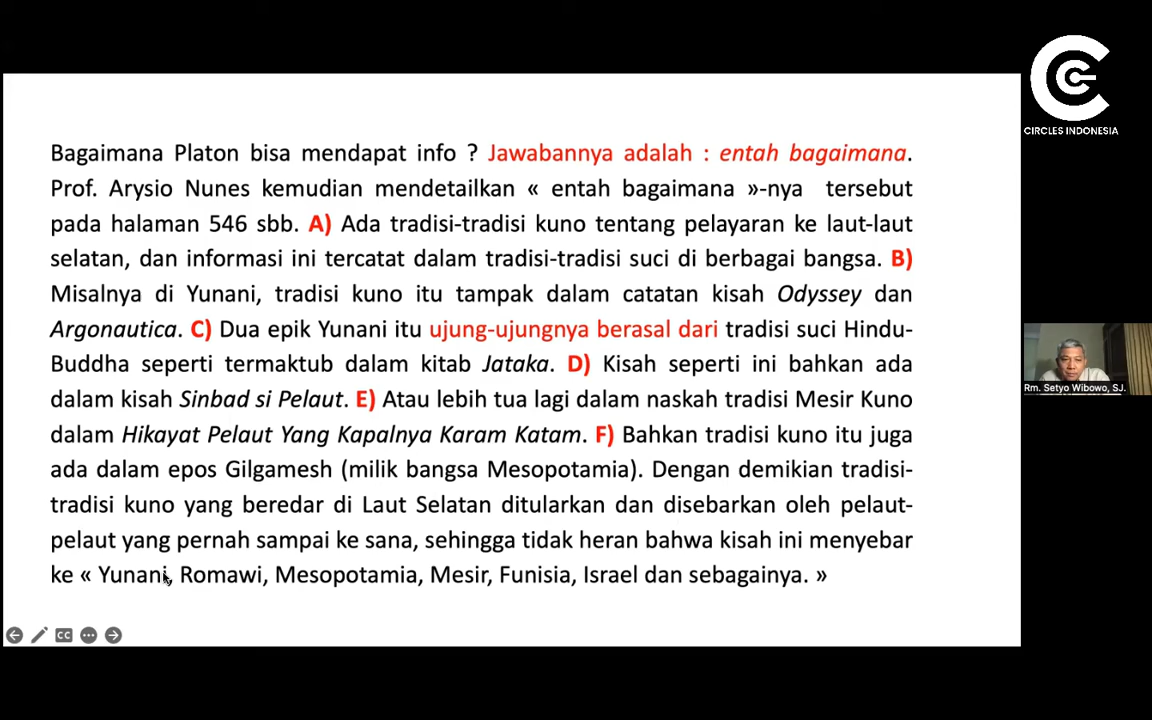 Bagaimana Platon bisa mendapat info ? Jawabannya adalah : entah bagaimana.
Prof. Arysio Nunes kemudian mendetailkan « entah bagaimana »-nya tersebut
pada halaman 546 sbb. A) Ada tradisi-tradisi kuno tentang pelayaran ke laut-laut
selatan, dan informasi ini tercatat dalam tradisi-tradisi suci di berbagai bangsa. B)
Misalnya di Yunani, tradisi kuno itu tampak dalam catatan kisah Odyssey dan
Argonautica. C) Dua epik Yunani itu ujung-ujungnya berasal dari tradisi suci Hindu-
Buddha seperti termaktub dalam kitab Jataka. D) Kisah seperti ini bahkan ada
dalam kisah Sinbad si Pelaut. E) Atau lebih tua lagi dalam naskah tradisi Mesir Kuno
dalam Hikayat Pelaut Yang Kapalnya Karam Katam. F) Bahkan tradisi kuno itu juga
ada dalam epos Gilgamesh (milik bangsa Mesopotamia). Dengan demikian tradisi-
tradisi kuno yang beredar di Laut Selatan ditularkan dan disebarkan oleh pelaut-
pelaut yang pernah sampai ke sana, sehingga tidak heran bahwa kisah ini menyebar
ke « Yunani, Romawi, Mesopotamia, Mesir, Funisia, Israel dan sebagainya. »
CC
CIRCLES INDONESIA
Rm. Setyo Wibowo, SJ.